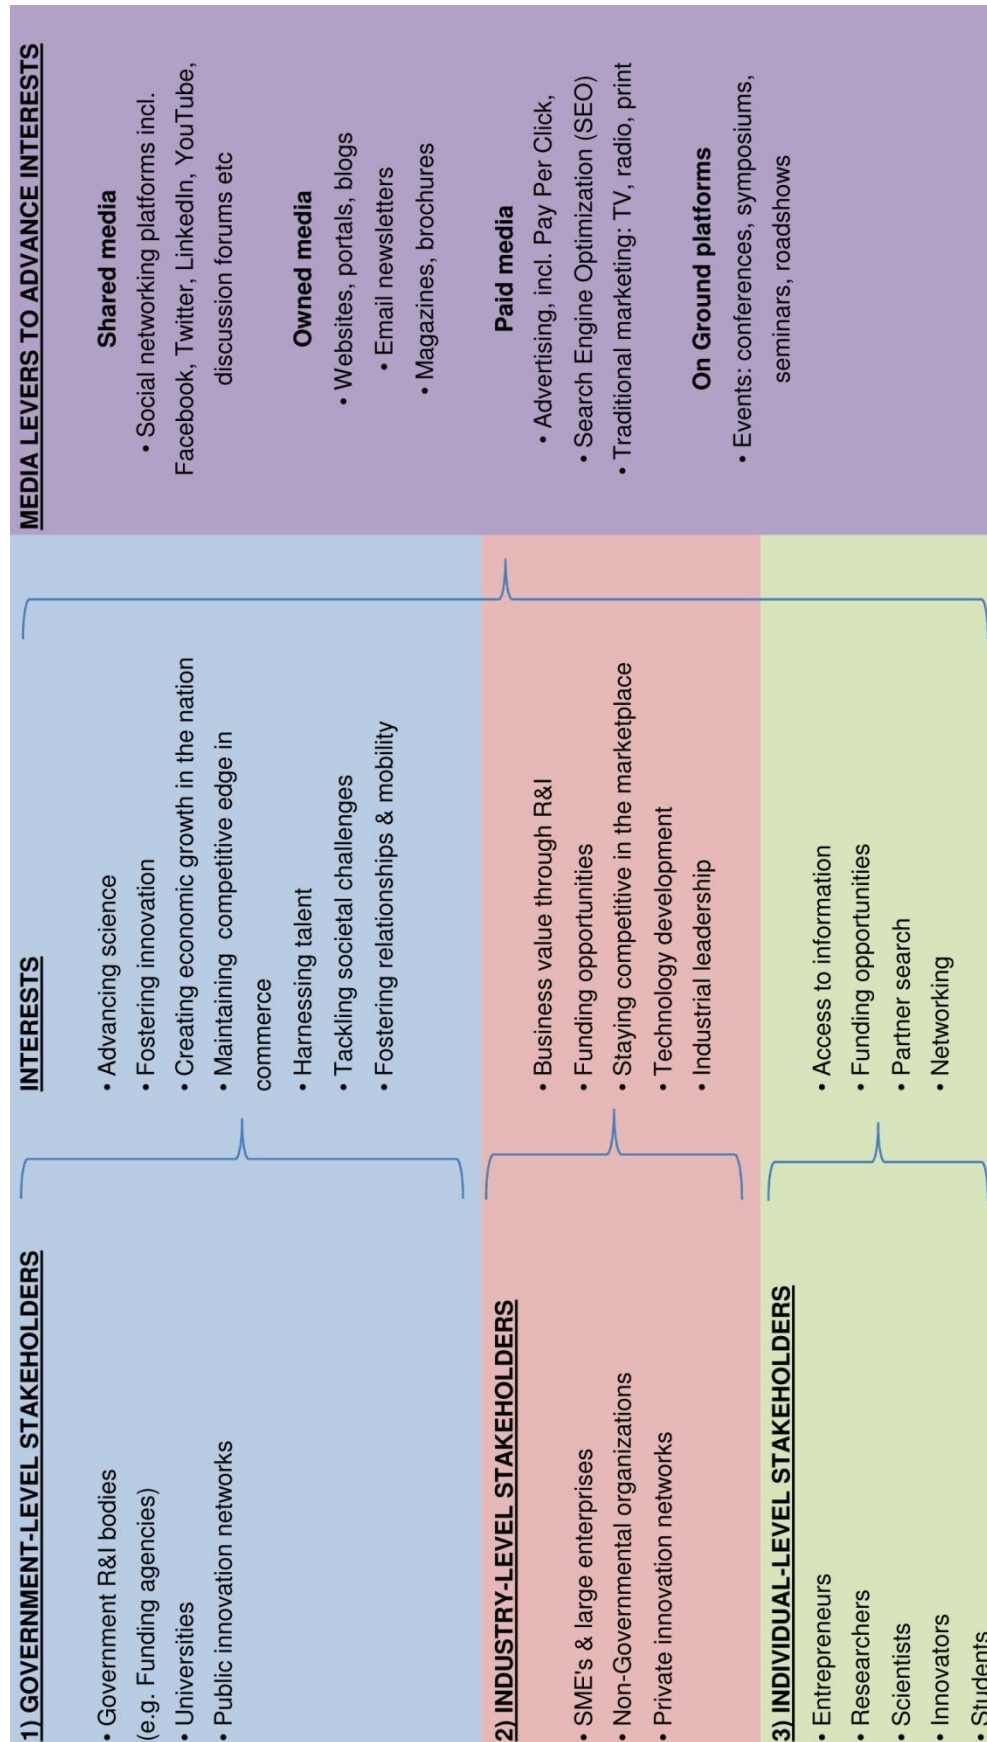 1) GOVERNMENT-LEVEL STAKEHOLDERS
• Government R&I bodies
(e.g. Funding agencies)
• Universities
• Public innovation networks
INTERESTS
• Advancing science
• Fostering innovation
• Creating economic growth in the nation
• Maintaining competitive edge in
commerce
• Harnessing talent
• Tackling societal challenges
• Fostering relationships & mobility
2) INDUSTRY-LEVEL STAKEHOLDERS
• SME's & large enterprises
• Non-Governmental organizations
• Private innovation networks
• Business value through R&I
• Funding opportunities
• Staying competitive in the marketplace
• Technology development
• Industrial leadership
3) INDIVIDUAL-LEVEL STAKEHOLDERS
• Entrepreneurs
• Researchers
• Scientists
• Innovators
• Students
• Access to information
• Funding opportunities
• Partner search
• Networking
MEDIA LEVERS TO ADVANCE INTERESTS
Shared media
• Social networking platforms incl.
Facebook, Twitter, LinkedIn, YouTube,
discussion forums etc
Owned media
• Websites, portals, blogs
• Email newsletters
• Magazines, brochures
Paid media
• Advertising, incl. Pay Per Click,
• Search Engine Optimization (SEO)
• Traditional marketing: TV, radio, print
On Ground platforms
• Events: conferences, symposiums,
seminars, roadshows